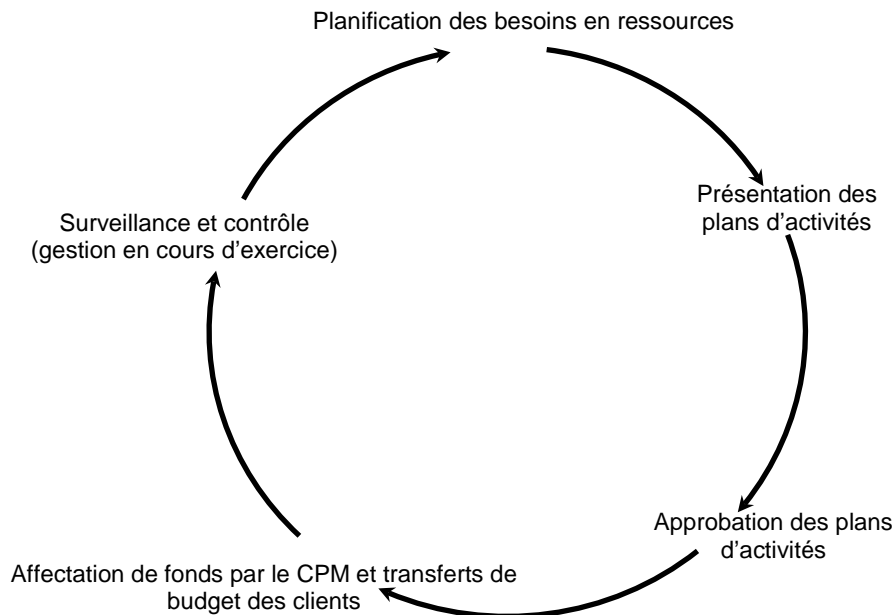 Planification des besoins en ressources
Présentation des
plans d’activités
Approbation des plans
d’activités
Affectation de fonds par le CPM et transferts de
budget des clients
Surveillance et contrôle
(gestion en cours d’exercice)